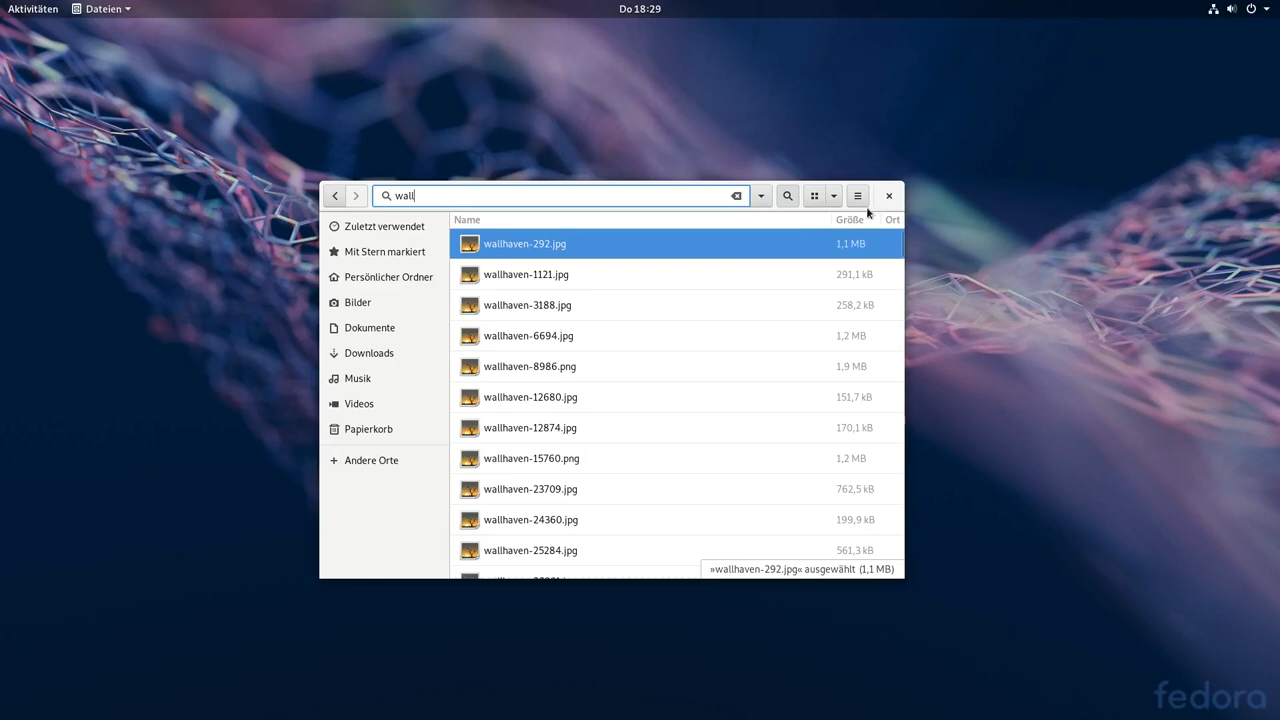 Aktivitäten Dateien Do 18:29
wall
Name Größe Ort
Zuletzt verwendet
Mit Stern markiert
Persönlicher Ordner
Bilder
Dokumente
Downloads
Musik
Videos
Papierkorb
Andere Orte
wallhaven-292.jpg 1,1 MB
wallhaven-1121.jpg 291,1 kB
wallhaven-3188.jpg 258,2 kB
wallhaven-6694.jpg 1,2 MB
wallhaven-8986.png 1,9 MB
wallhaven-12680.jpg 151,7 kB
wallhaven-12874.jpg 170,1 kB
wallhaven-15760.png 1,2 MB
wallhaven-23709.jpg 762,5 kB
wallhaven-24360.jpg 199,9 kB
wallhaven-25284.jpg 561,3 kB
»wallhaven-292.jpg« ausgewählt (1,1 MB)
fedora